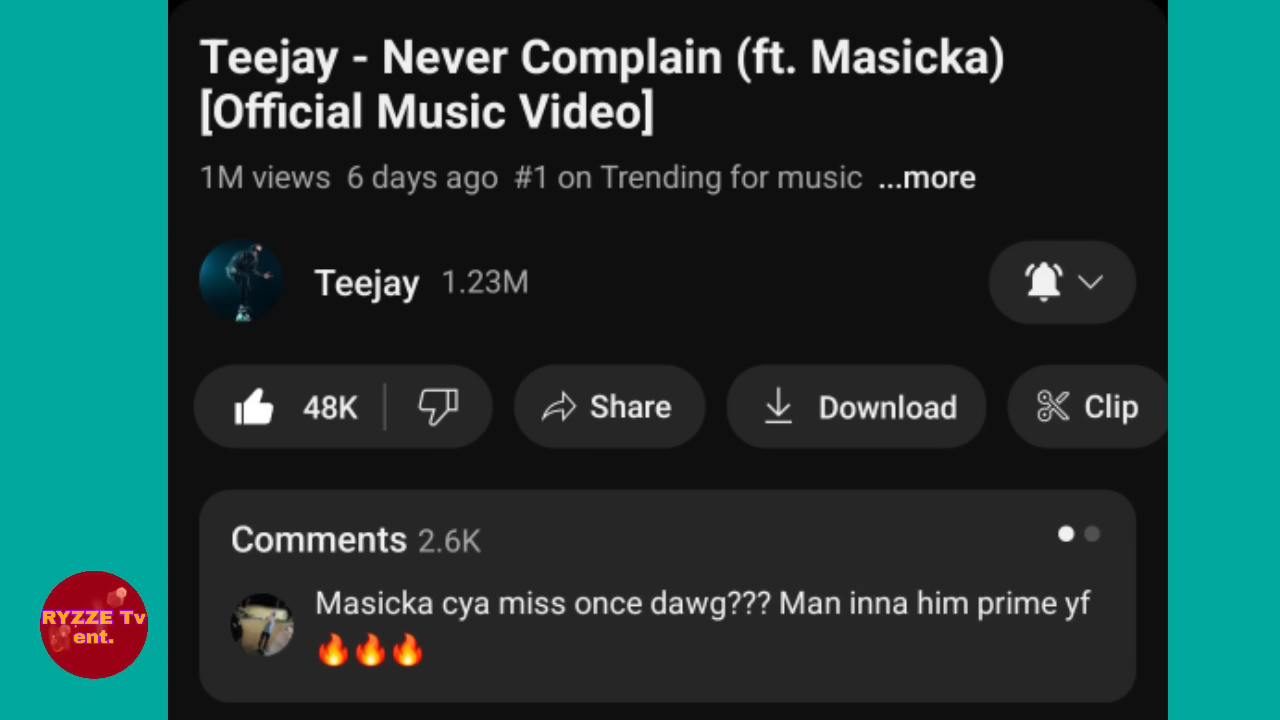 Teejay - Never Complain (ft. Masicka)
[Official Music Video]
1M views 6 days ago #1 on Trending for music ...more
Teejay 1.23M
48K Share Download Clip
Comments 2.6K
Masicka cya miss once dawg??? Man inna him prime yf
🔥🔥🔥
RYZZE Tv
ent.